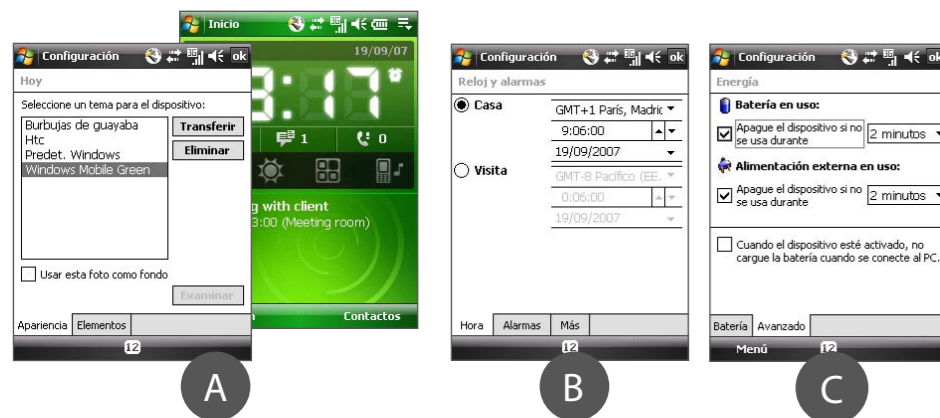 Inicio
19/09/07
3:17
1
0
g with client
3:00 (Meeting room)
Contactos
Configuración
ok
Hoy
Seleccione un tema para el dispositivo:
Burbujas de guayaba
Htc
Predet. Windows
Windows Mobile Green
Transferir
Eliminar
Usar esta foto como fondo
Examinar
Apariencia Elementos
12
A
Configuración
ok
Reloj y alarmas
Casa
GMT+1 París, Madric
9:06:00
19/09/2007
Visita
GMT-8 Pacífico (EE.
0:06:00
19/09/2007
Hora Alarmas Más
12
B
Configuración
ok
Energía
Batería en uso:
Apague el dispositivo si no
se usa durante
2 minutos
Alimentación externa en uso:
Apague el dispositivo si no
se usa durante
2 minutos
Cuando el dispositivo esté activado, no
cargue la batería cuando se conecte al PC.
Batería Avanzado
Menú
12
C